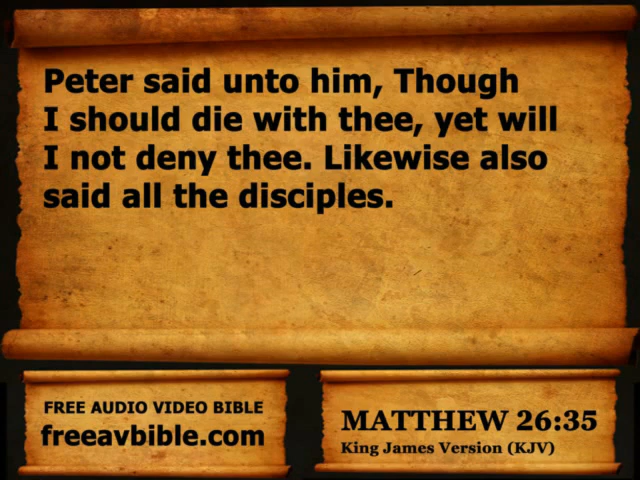 Peter said unto him, Though
I should die with thee, yet will
I not deny thee. Likewise also
said all the disciples.
FREE AUDIO VIDEO BIBLE
freeavbible.com
MATTHEW 26:35
King James Version (KJV)